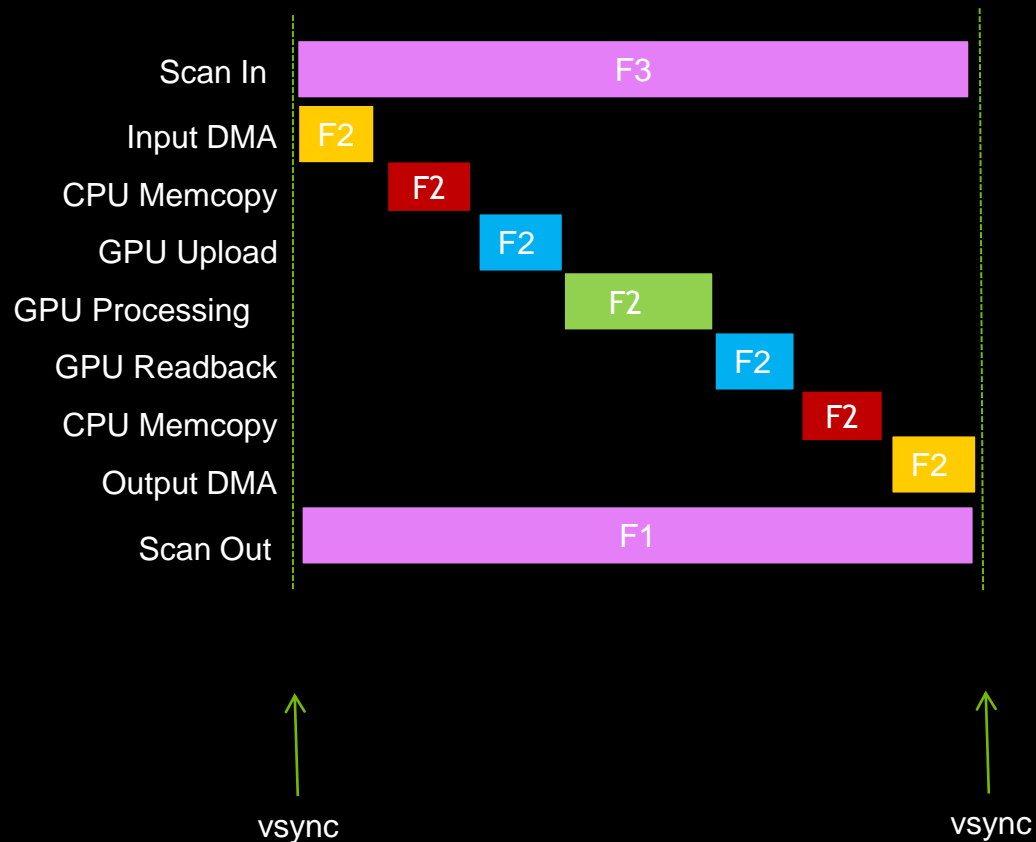 Scan In F3
Input DMA F2
CPU Memcopy F2
GPU Upload F2
GPU Processing F2
GPU Readback F2
CPU Memcopy F2
Output DMA F2
Scan Out F1
vsync vsync